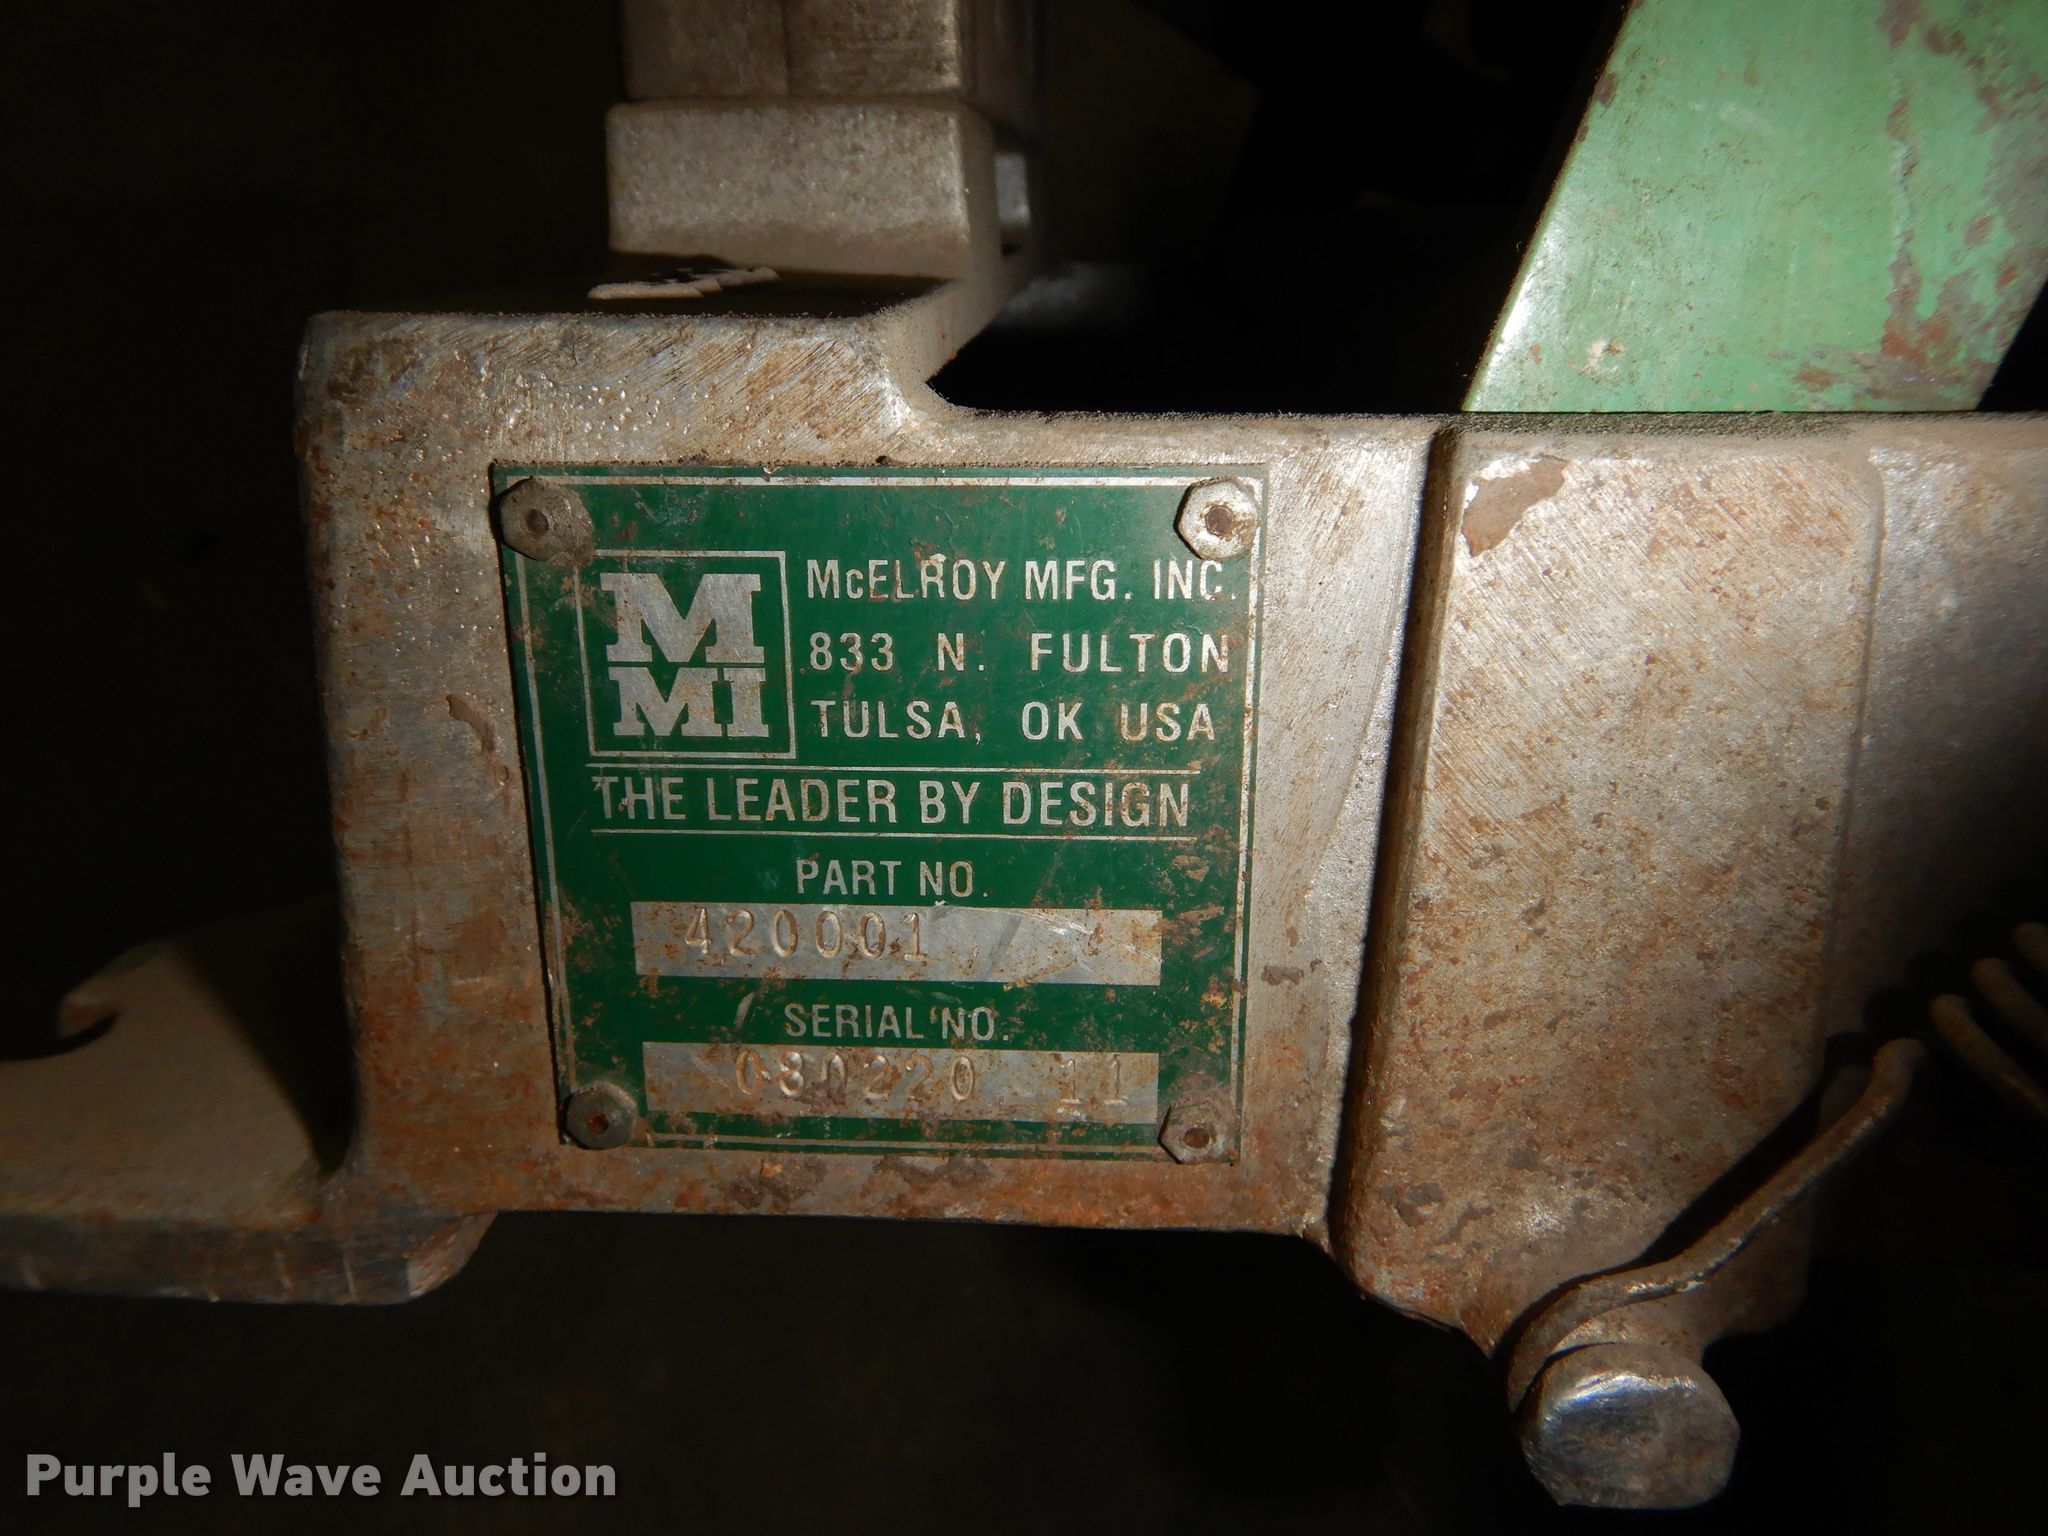 M
MI
McELROY MFG. INC.
833 N. FULTON
TULSA, OK USA
THE LEADER BY DESIGN
PART NO.
420001
SERIAL NO.
080220 11
Purple Wave Auction